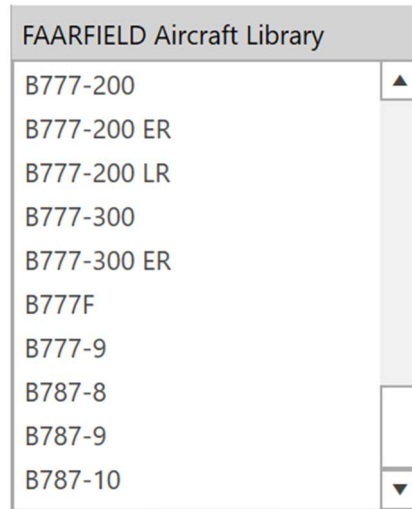 FAARFIELD Aircraft Library
B777-200
B777-200 ER
B777-200 LR
B777-300
B777-300 ER
B777F
B777-9
B787-8
B787-9
B787-10